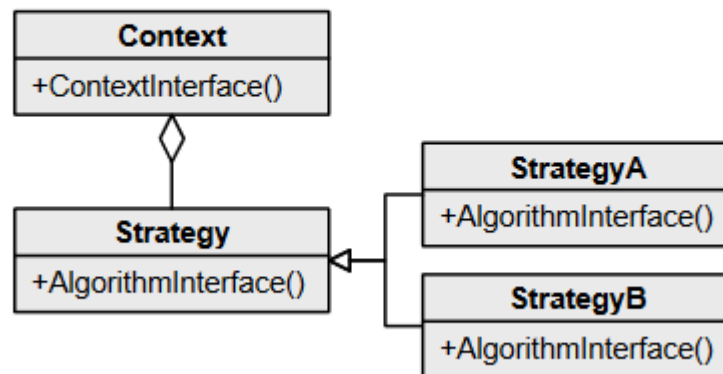 Context
+ContextInterface()
Strategy
+AlgorithmInterface()
StrategyA
+AlgorithmInterface()
StrategyB
+AlgorithmInterface()